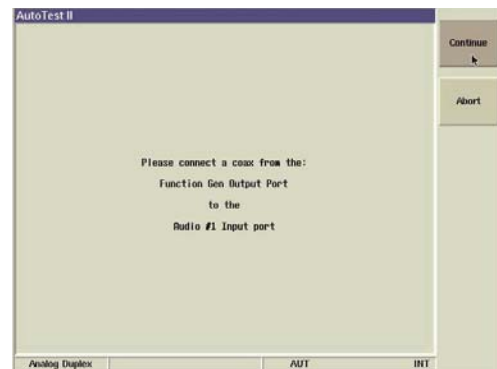 AutoTest II
Continue
Abort
Please connect a coax from the:
Function Gen Output Port
to the
Audio #1 Input port
Analog Duplex AUT INT